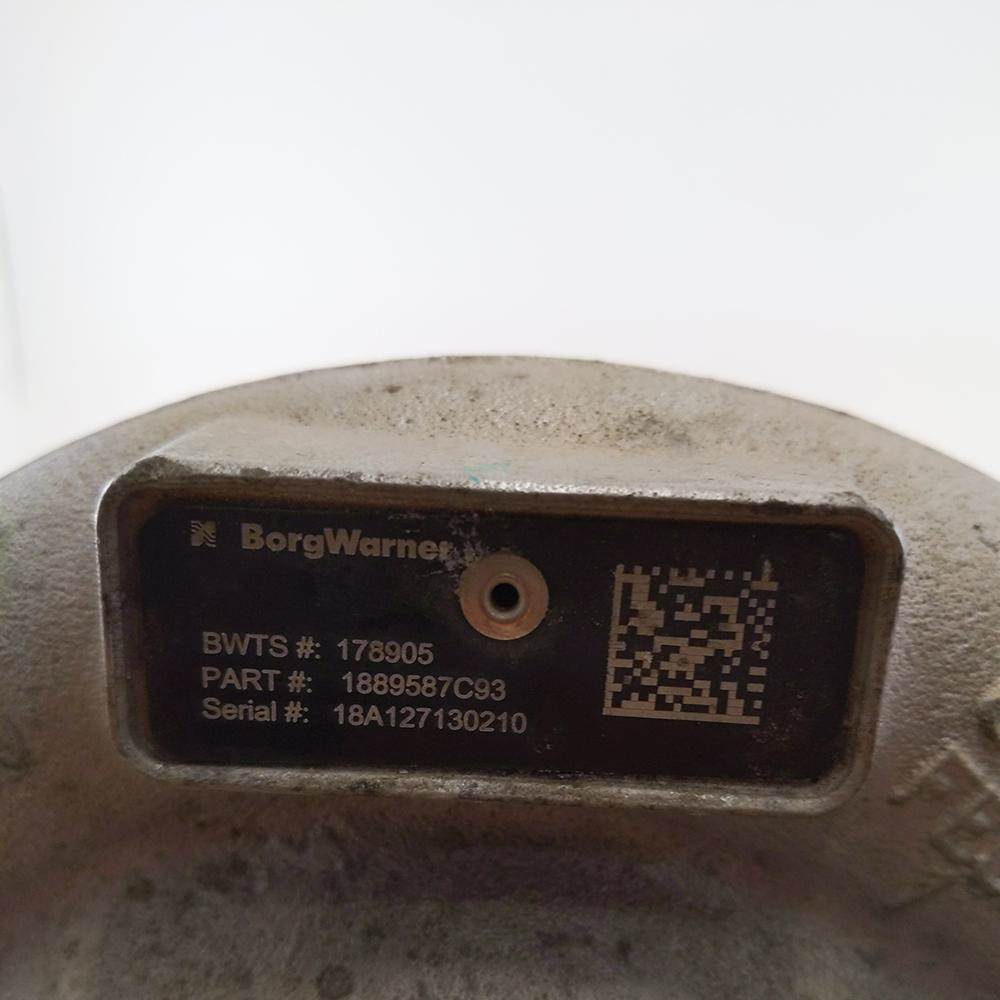 BorgWarner
BWTS #: 178905
PART #: 1889587C93
Serial #: 18A127130210